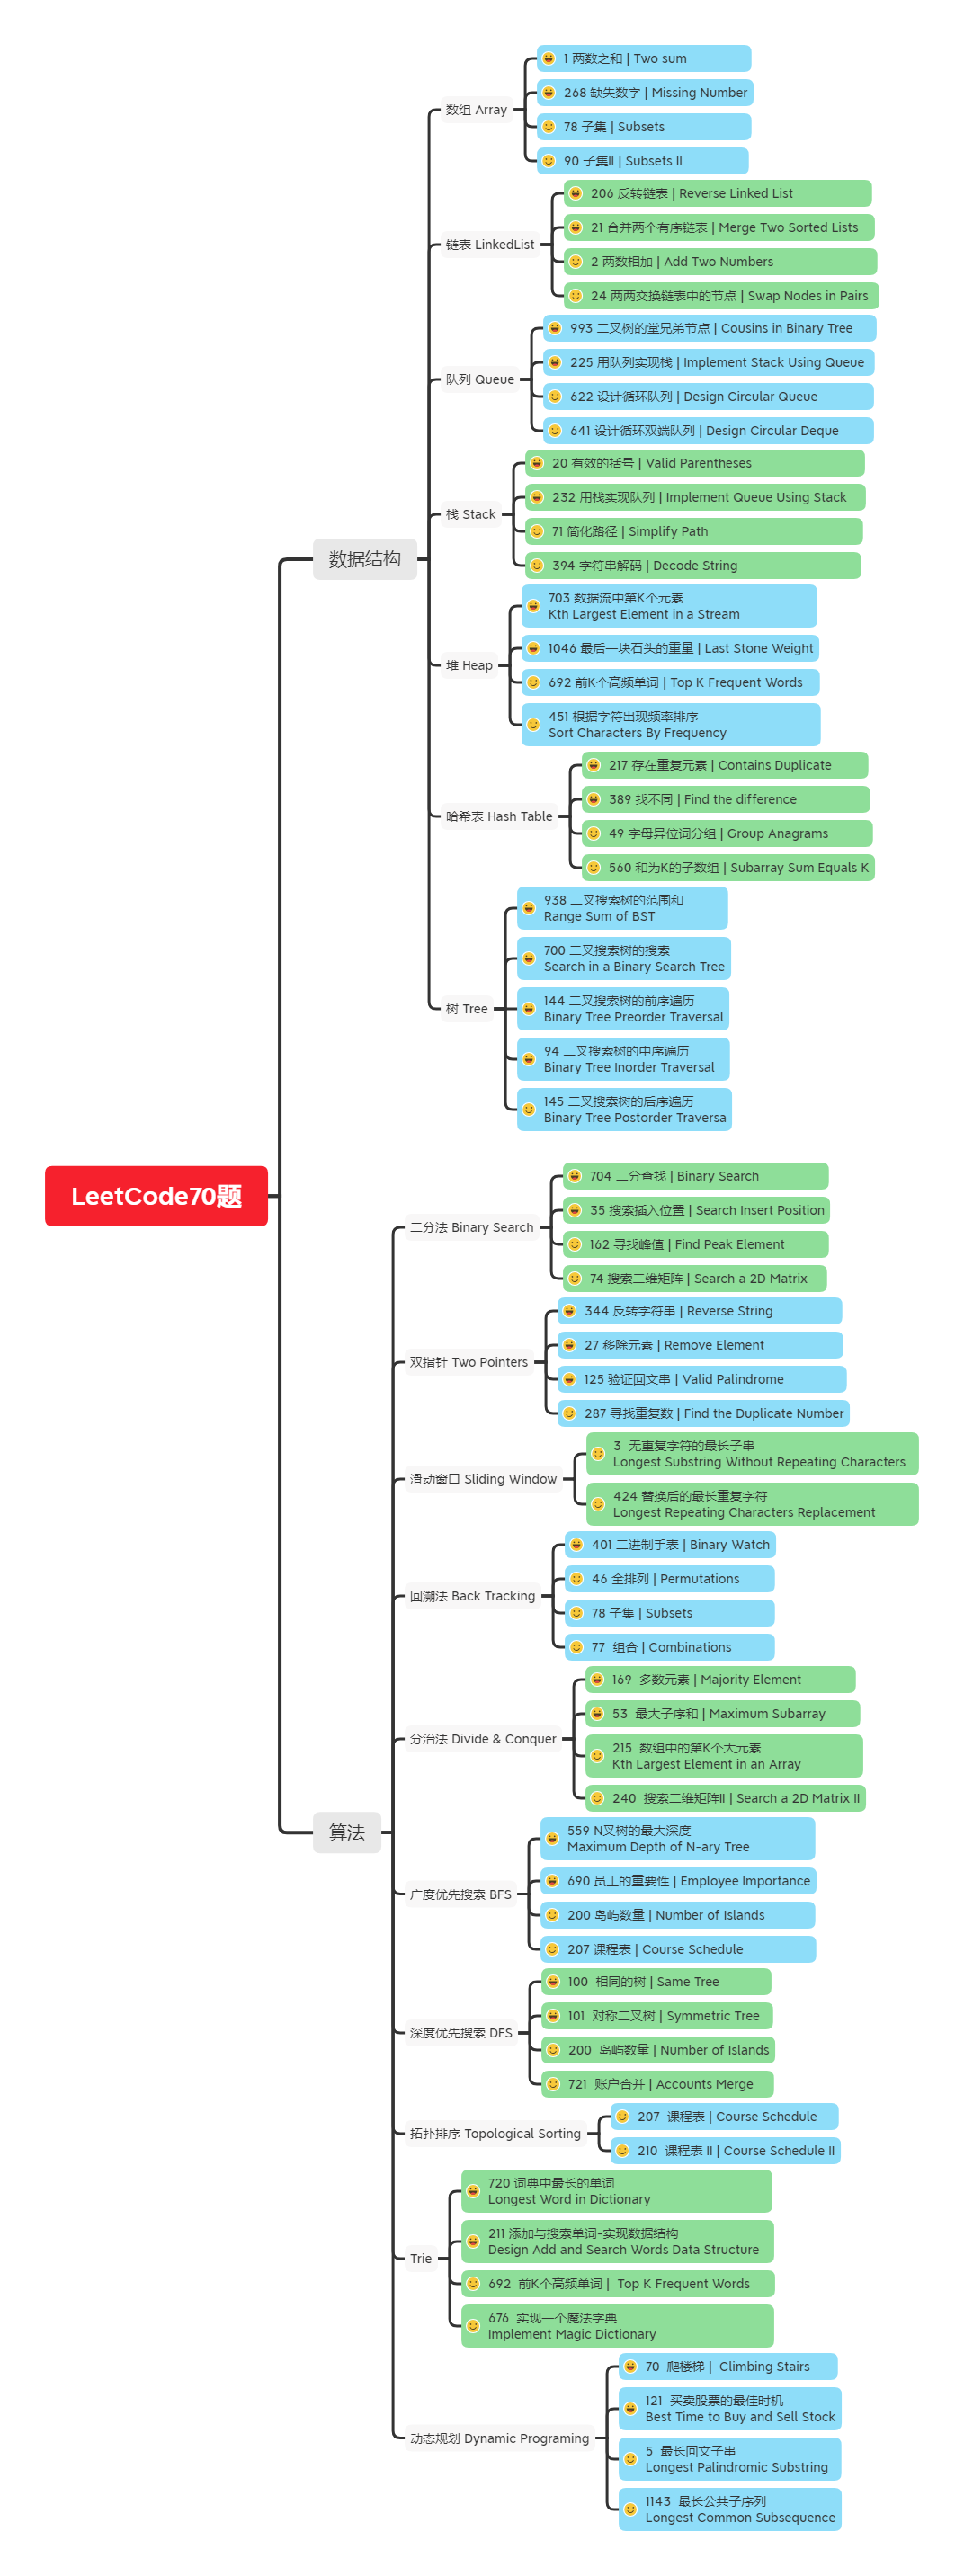 LeetCode70题
数据结构
数组 Array
1 两数之和 | Two sum
268 缺失数字 | Missing Number
78 子集 | Subsets
90 子集II | Subsets II
链表 LinkedList
206 反转链表 | Reverse Linked List
21 合并两个有序链表 | Merge Two Sorted Lists
2 两数相加 | Add Two Numbers
24 两两交换链表中的节点 | Swap Nodes in Pairs
队列 Queue
993 二叉树的堂兄弟节点 | Cousins in Binary Tree
225 用队列实现栈 | Implement Stack Using Queue
622 设计循环队列 | Design Circular Queue
641 设计循环双端队列 | Design Circular Deque
栈 Stack
20 有效的括号 | Valid Parentheses
232 用栈实现队列 | Implement Queue Using Stack
71 简化路径 | Simplify Path
394 字符串解码 | Decode String
堆 Heap
703 数据流中第K个元素
Kth Largest Element in a Stream
1046 最后一块石头的重量 | Last Stone Weight
692 前K个高频单词 | Top K Frequent Words
451 根据字符出现频率排序
Sort Characters By Frequency
哈希表 Hash Table
217 存在重复元素 | Contains Duplicate
389 找不同 | Find the difference
49 字母异位词分组 | Group Anagrams
560 和为K的子数组 | Subarray Sum Equals K
树 Tree
938 二叉搜索树的范围和
Range Sum of BST
700 二叉搜索树的搜索
Search in a Binary Search Tree
144 二叉搜索树的前序遍历
Binary Tree Preorder Traversal
94 二叉搜索树的中序遍历
Binary Tree Inorder Traversal
145 二叉搜索树的后序遍历
Binary Tree Postorder Traversa
算法
二分法 Binary Search
704 二分查找 | Binary Search
35 搜索插入位置 | Search Insert Position
162 寻找峰值 | Find Peak Element
74 搜索二维矩阵 | Search a 2D Matrix
双指针 Two Pointers
344 反转字符串 | Reverse String
27 移除元素 | Remove Element
125 验证回文串 | Valid Palindrome
287 寻找重复数 | Find the Duplicate Number
滑动窗口 Sliding Window
3 无重复字符的最长子串
Longest Substring Without Repeating Characters
424 替换后的最长重复字符
Longest Repeating Characters Replacement
回溯法 Back Tracking
401 二进制手表 | Binary Watch
46 全排列 | Permutations
78 子集 | Subsets
77 组合 | Combinations
分治法 Divide & Conquer
169 多数元素 | Majority Element
53 最大子序和 | Maximum Subarray
215 数组中的第K个大元素
Kth Largest Element in an Array
240 搜索二维矩阵II | Search a 2D Matrix II
广度优先搜索 BFS
559 N叉树的最大深度
Maximum Depth of N-ary Tree
690 员工的重要性 | Employee Importance
200 岛屿数量 | Number of Islands
207 课程表 | Course Schedule
深度优先搜索 DFS
100 相同的树 | Same Tree
101 对称二叉树 | Symmetric Tree
200 岛屿数量 | Number of Islands
721 账户合并 | Accounts Merge
拓扑排序 Topological Sorting
207 课程表 | Course Schedule
210 课程表 II | Course Schedule II
Trie
720 词典中最长的单词
Longest Word in Dictionary
211 添加与搜索单词-实现数据结构
Design Add and Search Words Data Structure
692 前K个高频单词 | Top K Frequent Words
676 实现一个魔法字典
Implement Magic Dictionary
动态规划 Dynamic Programing
70 爬楼梯 | Climbing Stairs
121 买卖股票的最佳时机
Best Time to Buy and Sell Stock
5 最长回文子串
Longest Palindromic Substring
1143 最长公共子序列
Longest Common Subsequence